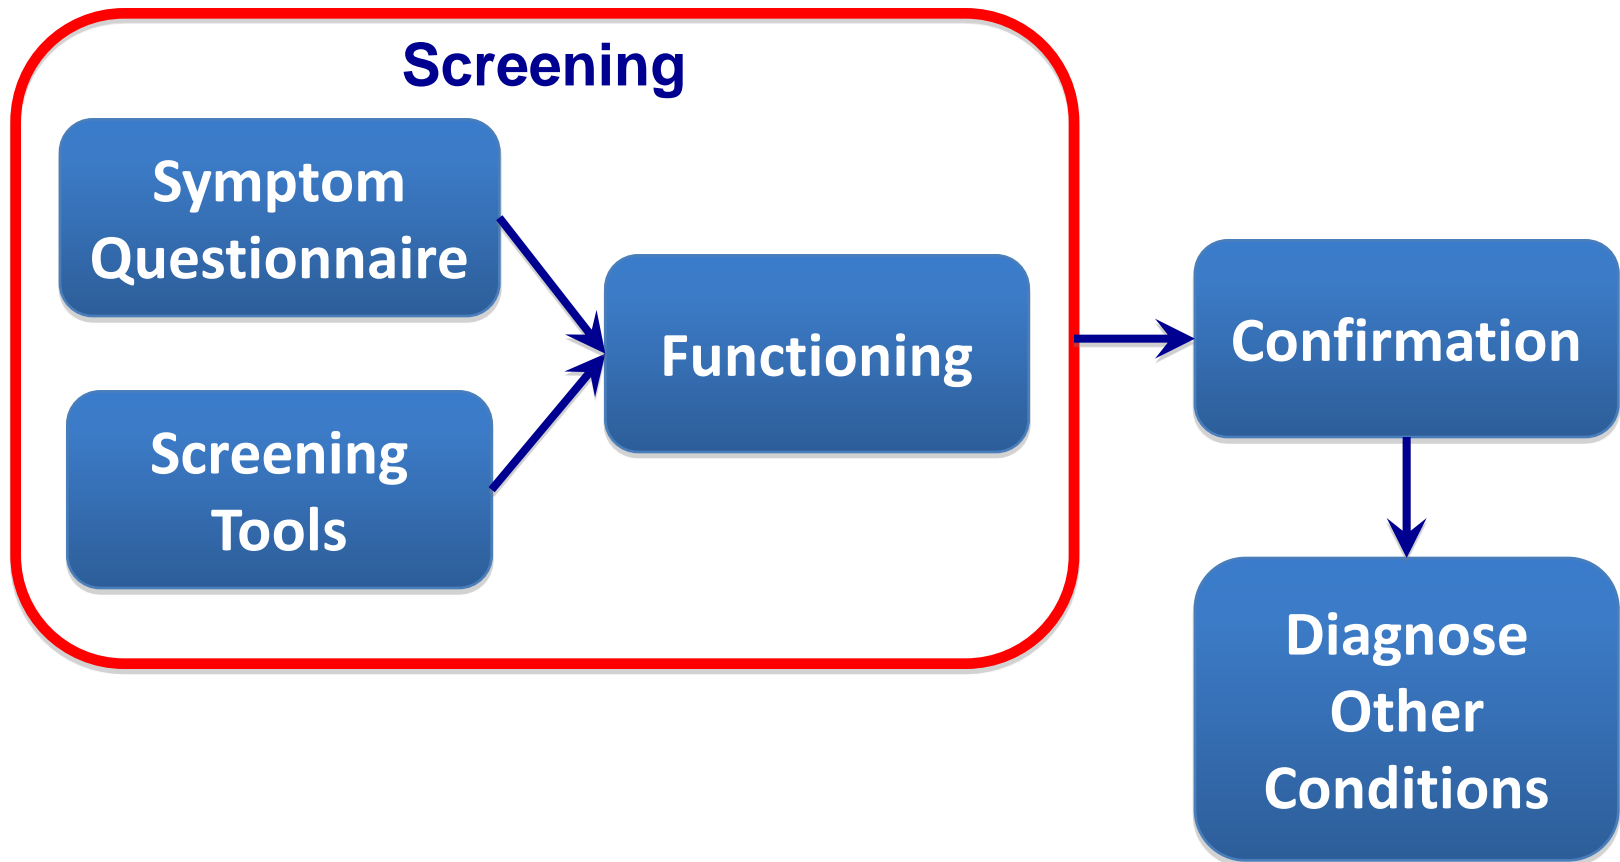 Screening
Symptom
Questionnaire
Screening
Tools
Functioning
Confirmation
Diagnose
Other
Conditions